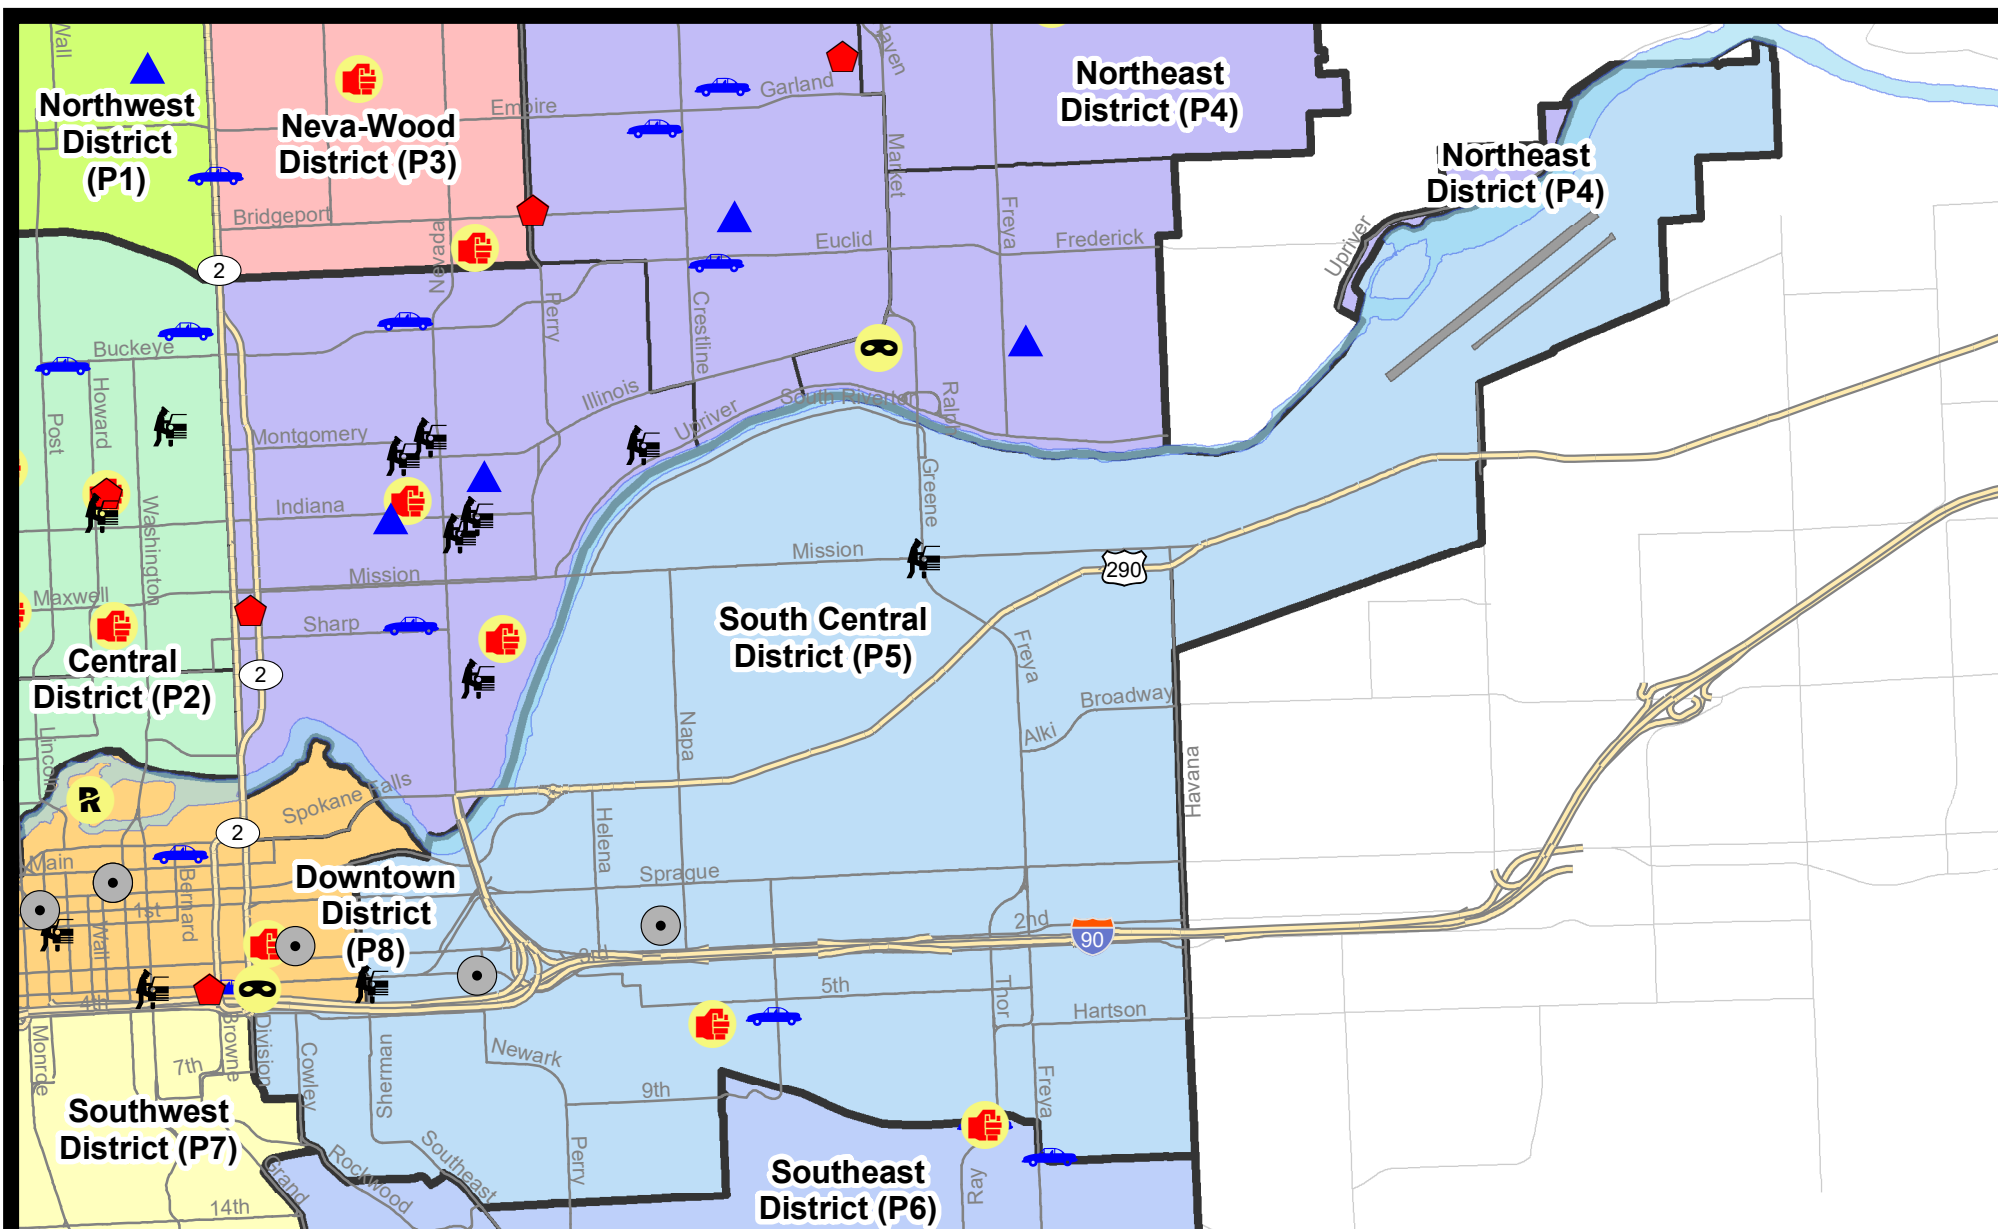 Wall
Haven
Northwest
District
(P1)
Neva-Wood
District (P3)
Empire
Garland
Northeast
District (P4)
Northeast
District (P4)
Market
Bridgeport
Nevada
Euclid
Freya
Frederick
Upriver
2
Perry
Crestline
Buckeye
Howard
Post
Illinois
Upriver
South Riverton
Ralph
Montgomery
Washington
Indiana
Greene
Mission
Mission
290
Maxwell
Sharp
South Central
District (P5)
Freya
Central
District (P2)
2
Broadway
Alki
Napa
Lincoln
Havana
Spokane Falls
R
2
Helena
Main
Bernard
Downtown
District
(P8)
Sprague
1st
Wall
2nd
90
3rd
4th
5th
Thor
Hartson
Monroe
Browne
Division
7th
Cowley
Sherman
Newark
9th
Freya
Southwest
District (P7)
Grand
Rockwood
Southeast
Perry
Southeast
District (P6)
Ray
14th